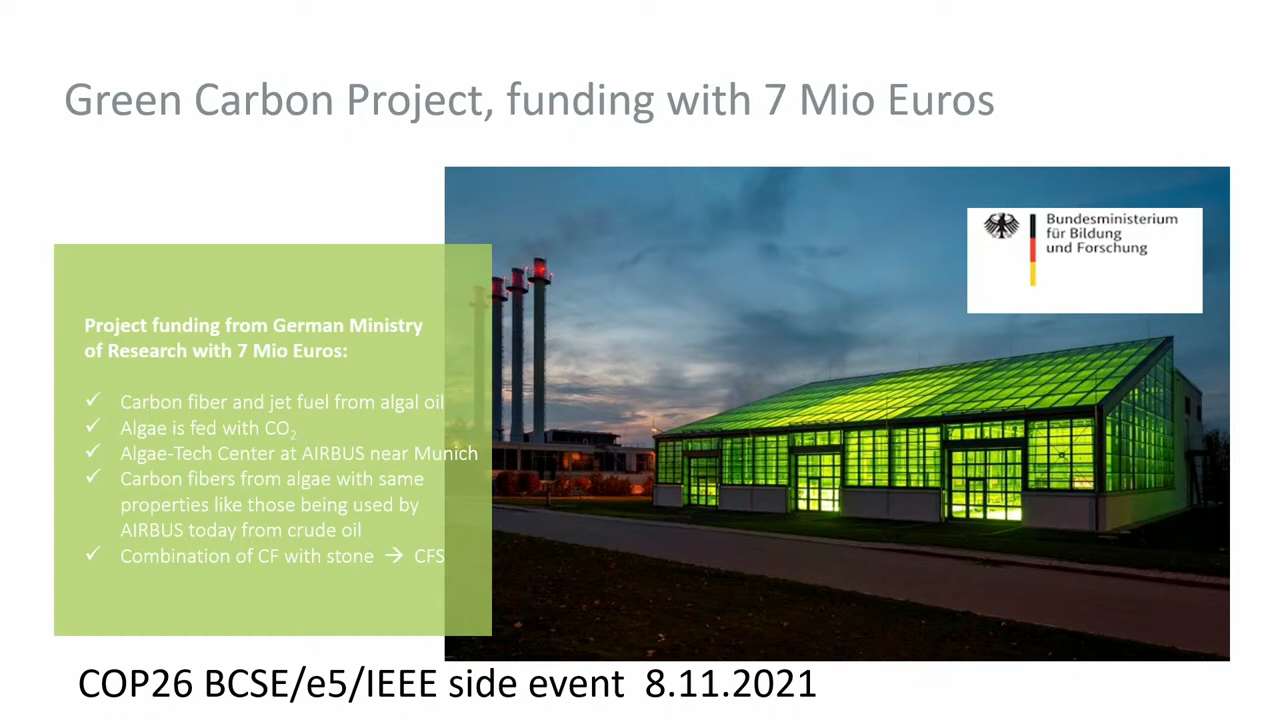 Green Carbon Project, funding with 7 Mio Euros
Bundesministerium
für Bildung
und Forschung
Project funding from German Ministry
of Research with 7 Mio Euros:
✓ Carbon fiber and jet fuel from algal oil
✓ Algae is fed with CO₂
✓ Algae-Tech Center at AIRBUS near Munich
✓ Carbon fibers from algae with same
properties like those being used by
AIRBUS today from crude oil
✓ Combination of CF with stone → CFS
COP26 BCSE/e5/IEEE side event 8.11.2021